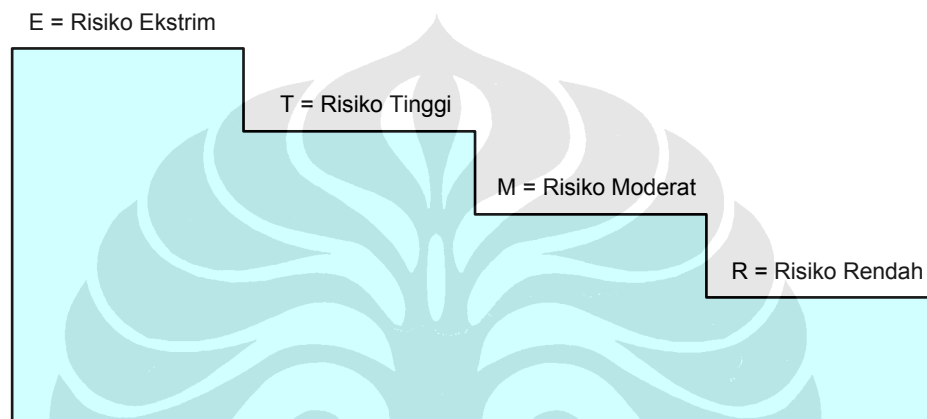 E = Risiko Ekstrim
T = Risiko Tinggi
M = Risiko Moderat
R = Risiko Rendah